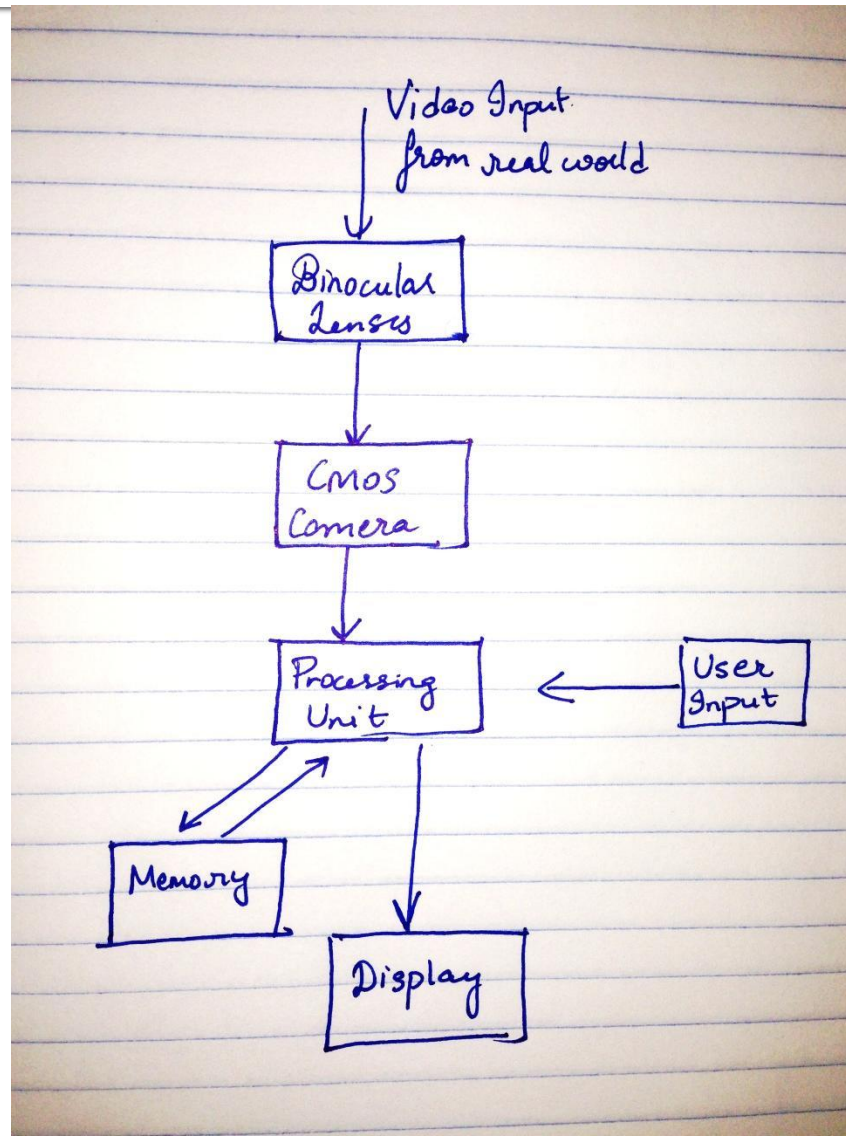 Video Input
from real world
Binocular
Lenses
CMOS
Camera
Processing
Unit
User
Input
Memory
Display